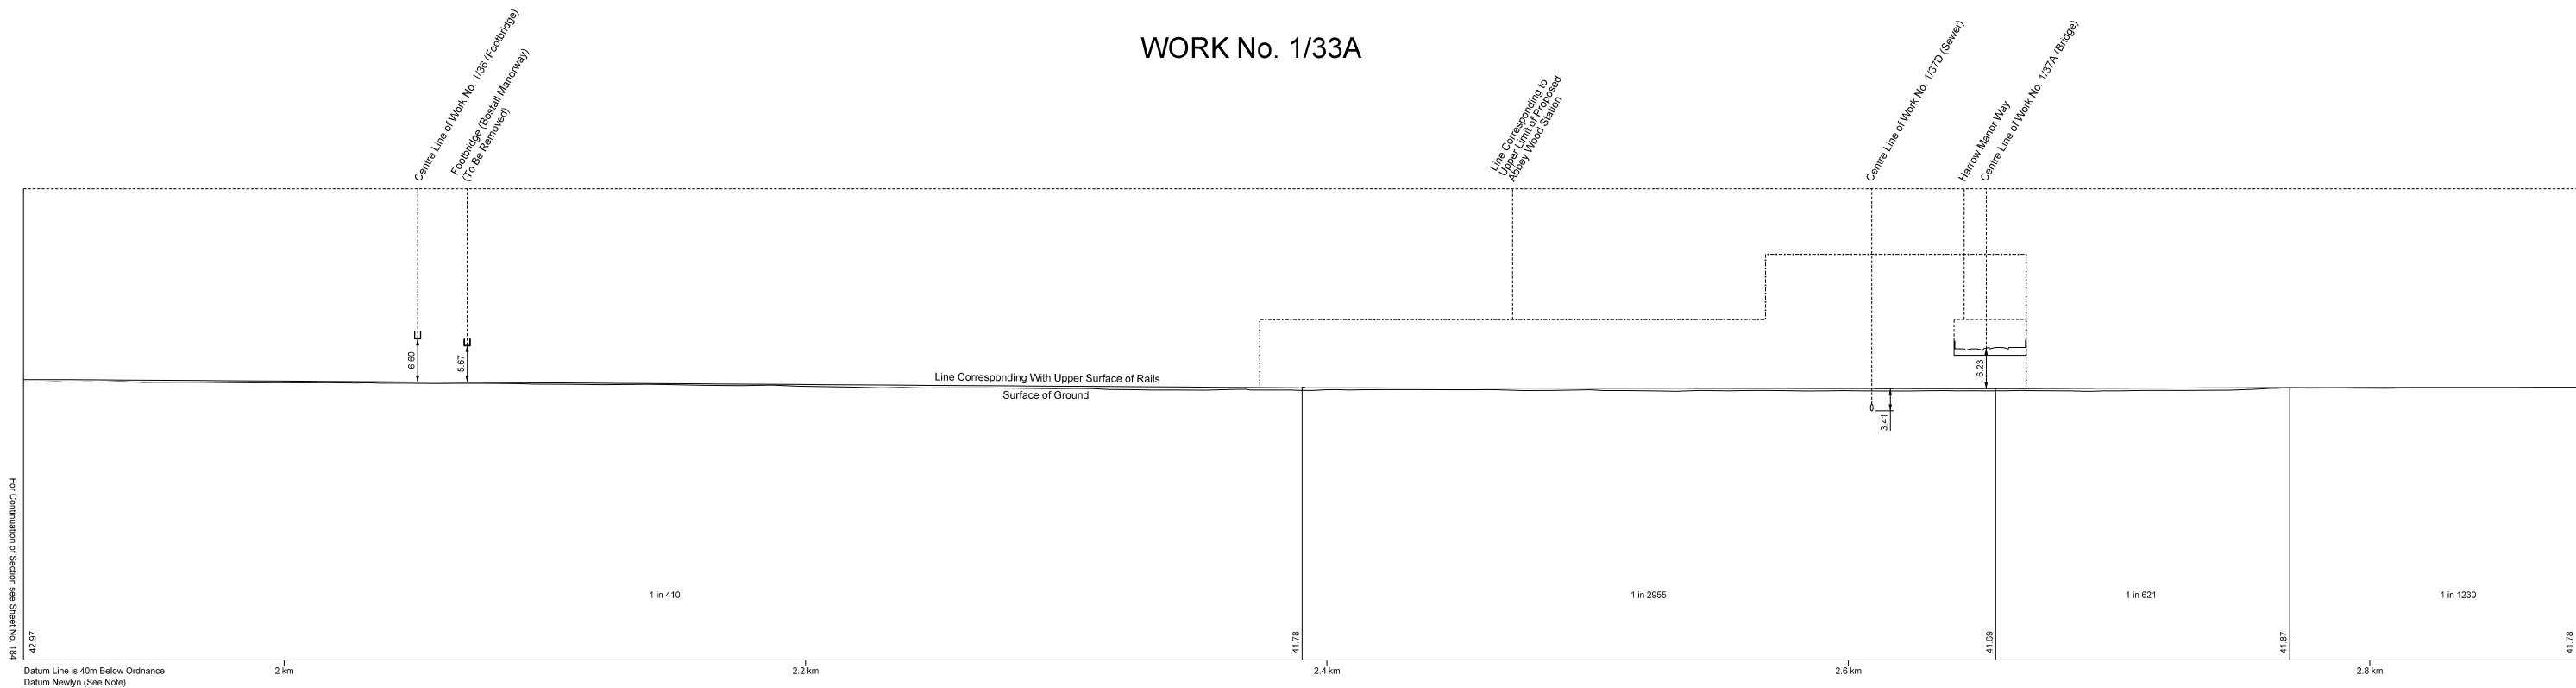 WORK No. 1/33A
Centre Line of Work No. 1/36 (Footbridge)
Footbridge (Bostall Manorway)
(To Be Removed)
Line Corresponding to
Upper Limit of Proposed
Abbey Wood Station
Centre Line of Work No. 1/37D (Sewer)
Harrow Manor Way
Centre Line of Work No. 1/37A (Bridge)
6.60
5.67
6.23
3.41
Line Corresponding With Upper Surface of Rails
Surface of Ground
For Continuation of Section see Sheet No. 184
1 in 410
1 in 2955
1 in 621
1 in 1230
42.97
41.78
41.69
41.87
41.78
Datum Line is 40m Below Ordnance
Datum Newlyn (See Note)
2 km
2.2 km
2.4 km
2.6 km
2.8 km